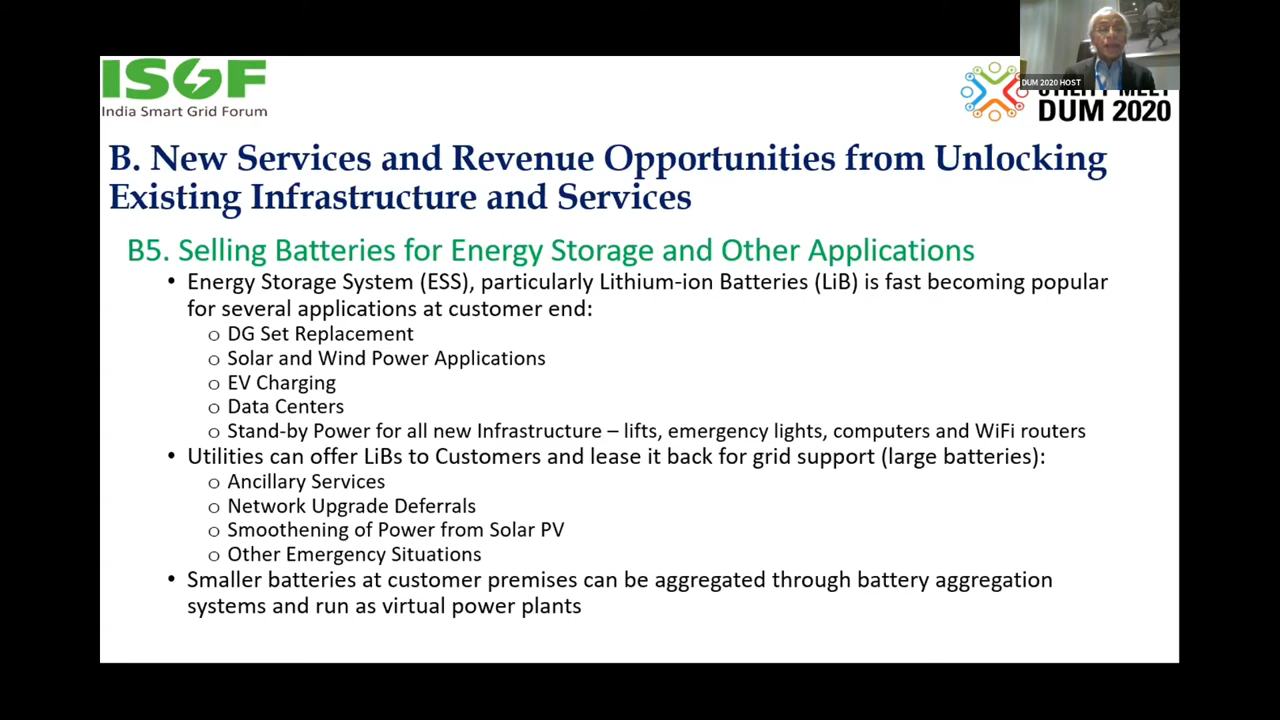 ISGF
India Smart Grid Forum
DUM 2020 HOST
UTILITY MEET
DUM 2020
B. New Services and Revenue Opportunities from Unlocking
Existing Infrastructure and Services
B5. Selling Batteries for Energy Storage and Other Applications
• Energy Storage System (ESS), particularly Lithium-ion Batteries (LiB) is fast becoming popular
for several applications at customer end:
o DG Set Replacement
o Solar and Wind Power Applications
o EV Charging
o Data Centers
o Stand-by Power for all new Infrastructure – lifts, emergency lights, computers and WiFi routers
• Utilities can offer LiBs to Customers and lease it back for grid support (large batteries):
o Ancillary Services
o Network Upgrade Deferrals
o Smoothening of Power from Solar PV
o Other Emergency Situations
• Smaller batteries at customer premises can be aggregated through battery aggregation
systems and run as virtual power plants